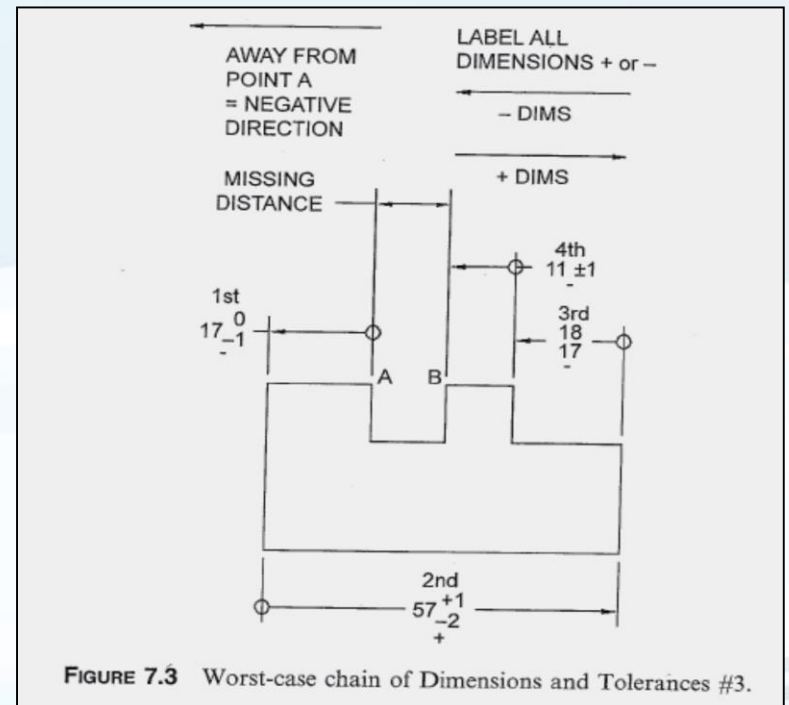 AWAY FROM
POINT A
= NEGATIVE
DIRECTION
LABEL ALL
DIMENSIONS + or –
– DIMS
+ DIMS
MISSING
DISTANCE
4th
11 ±1
-
1st
17 0
–1
-
3rd
18
17
-
A B
2nd
57 +1
–2
+
FIGURE 7.3 Worst-case chain of Dimensions and Tolerances #3.